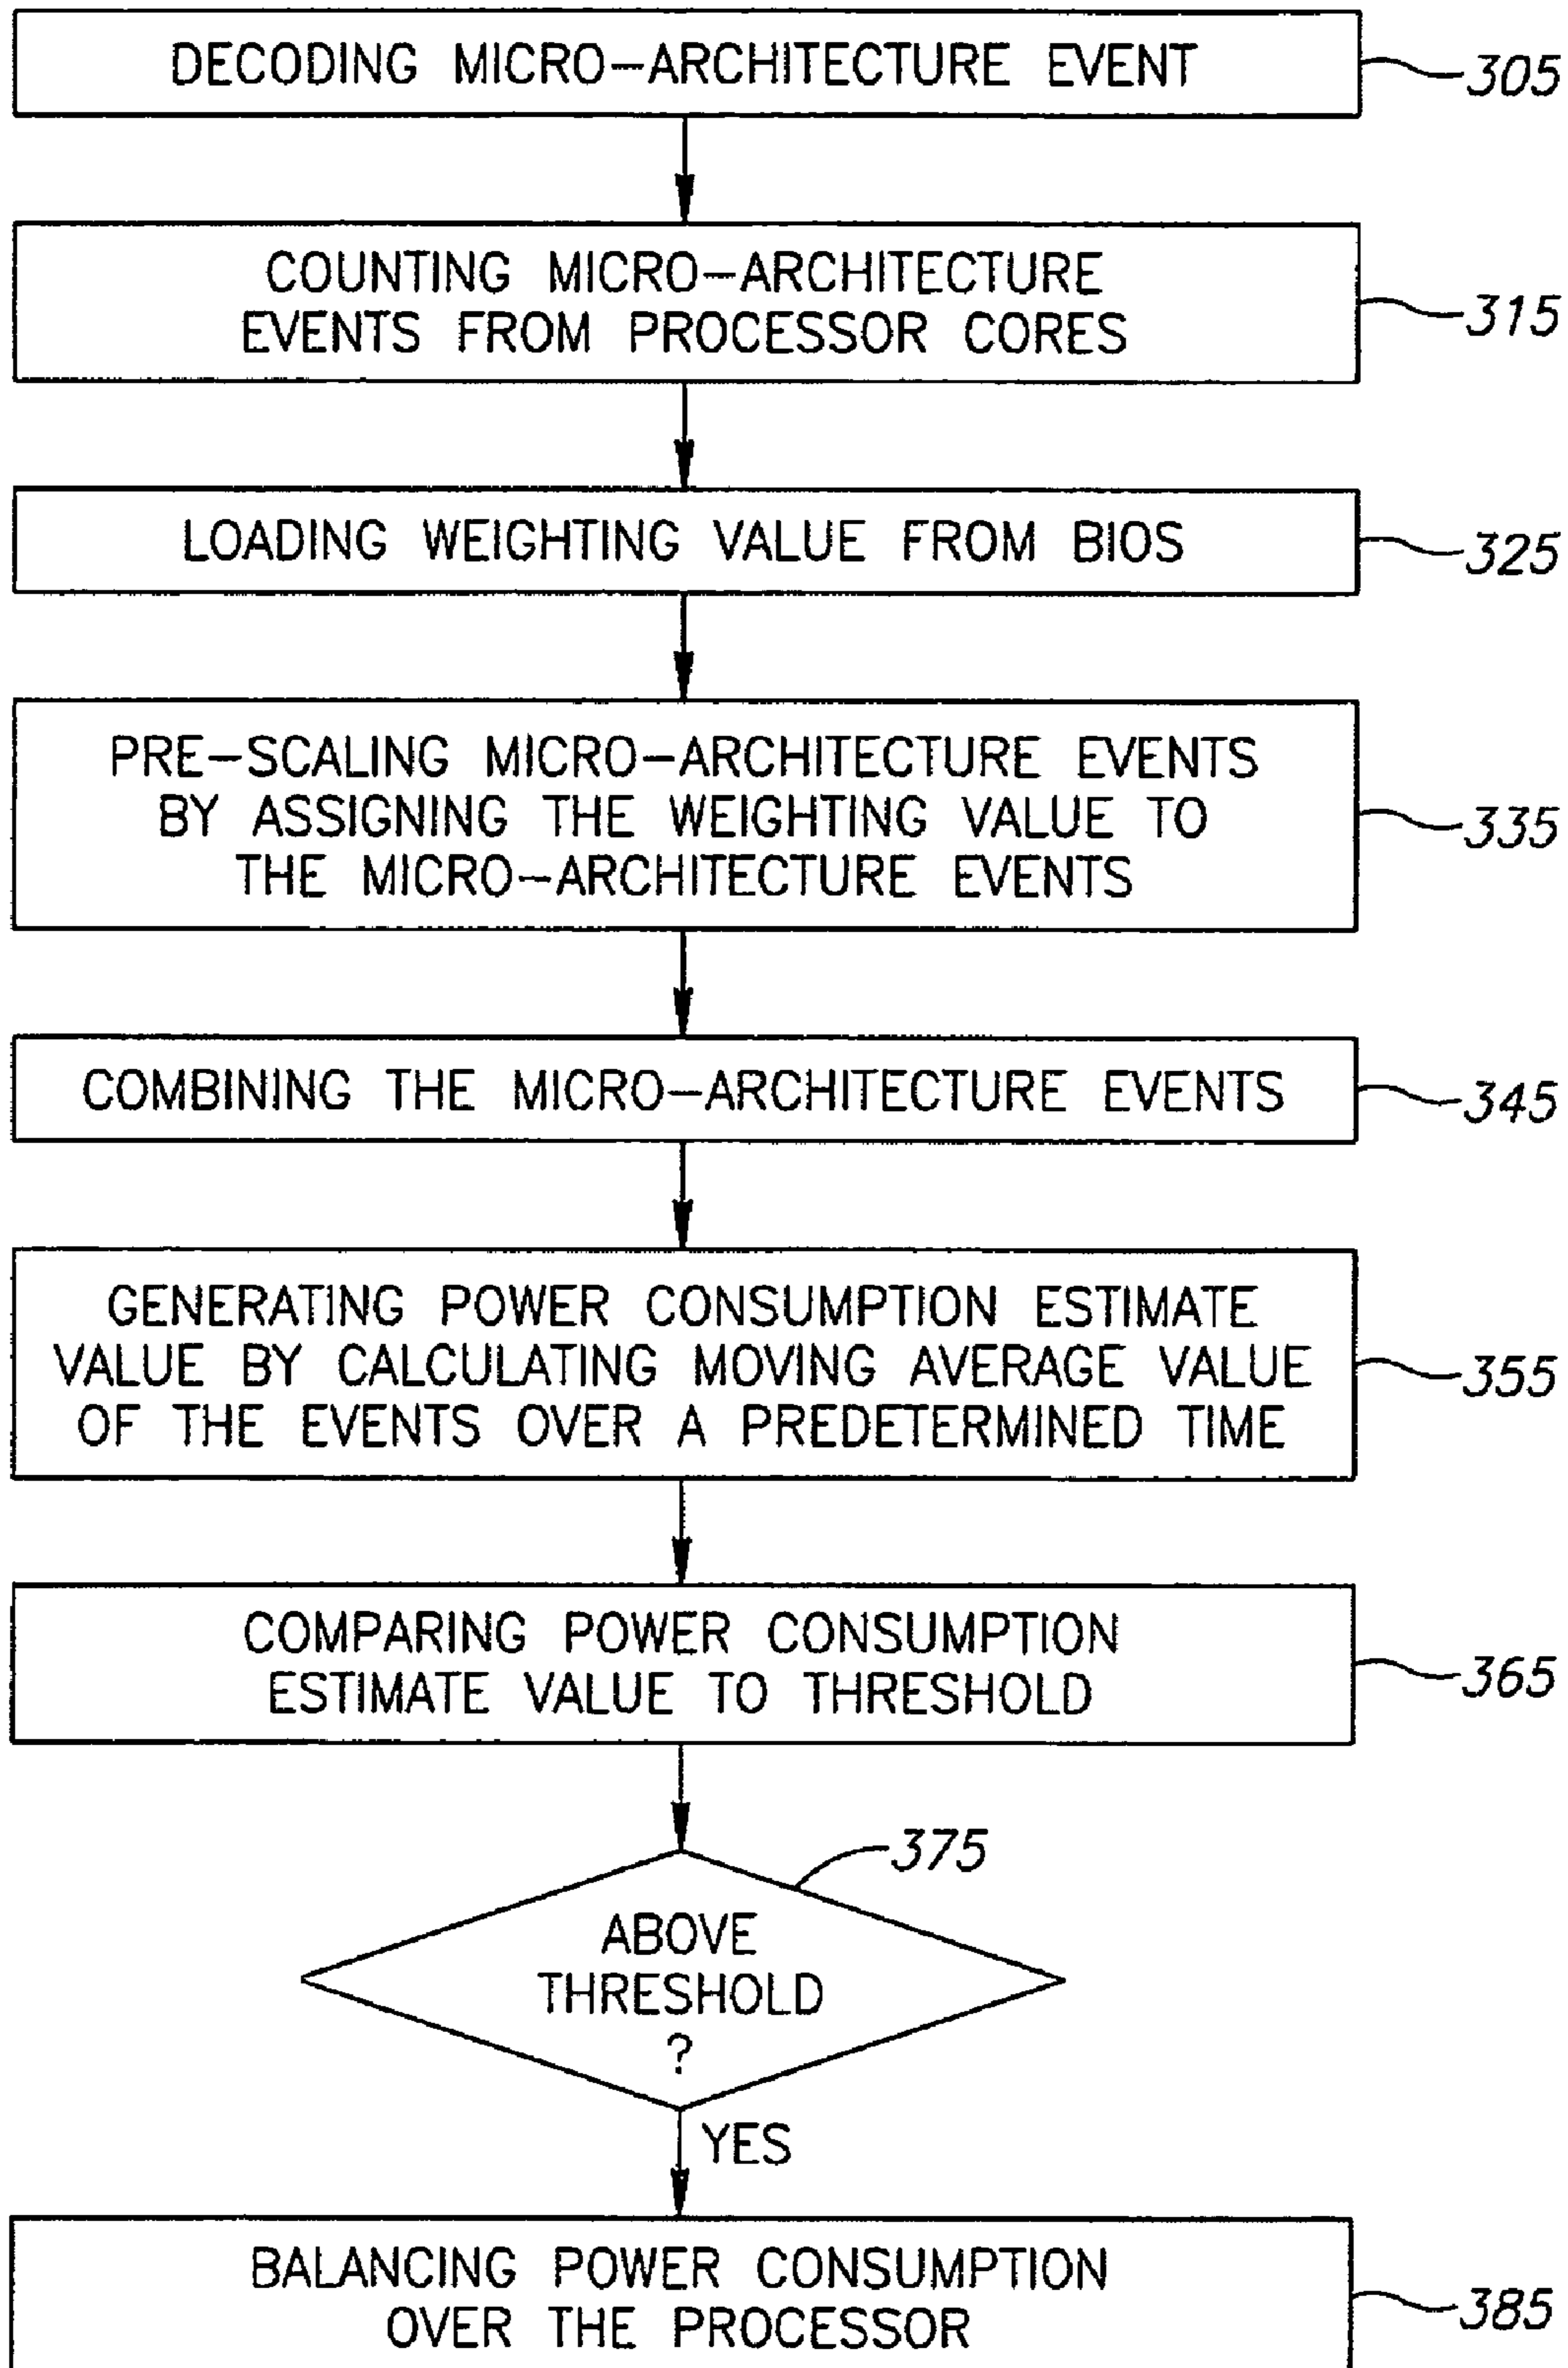 DECODING MICRO-ARCHITECTURE EVENT
305
COUNTING MICRO-ARCHITECTURE
EVENTS FROM PROCESSOR CORES
315
LOADING WEIGHTING VALUE FROM BIOS
325
PRE-SCALING MICRO-ARCHITECTURE EVENTS
BY ASSIGNING THE WEIGHTING VALUE TO
THE MICRO-ARCHITECTURE EVENTS
335
COMBINING THE MICRO-ARCHITECTURE EVENTS
345
GENERATING POWER CONSUMPTION ESTIMATE
VALUE BY CALCULATING MOVING AVERAGE VALUE
OF THE EVENTS OVER A PREDETERMINED TIME
355
COMPARING POWER CONSUMPTION
ESTIMATE VALUE TO THRESHOLD
365
375
ABOVE
THRESHOLD
?
YES
BALANCING POWER CONSUMPTION
OVER THE PROCESSOR
385